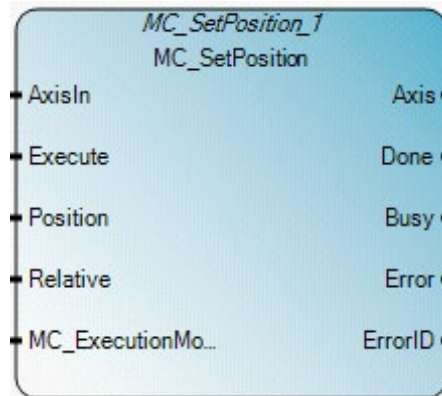 MC_SetPosition_1
MC_SetPosition
AxisIn Axis
Execute Done
Position Busy
Relative Error
MC_ExecutionMo... ErrorID